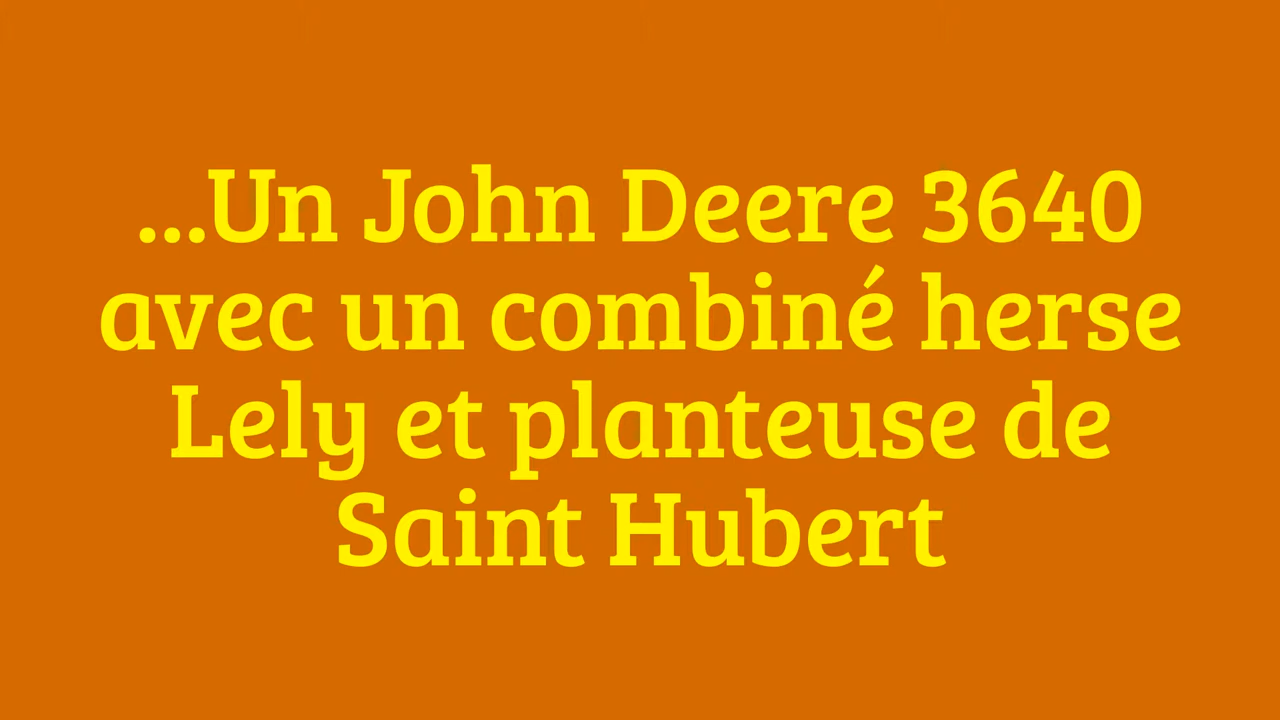 ...Un John Deere 3640
avec un combiné herse
Lely et planteuse de
Saint Hubert